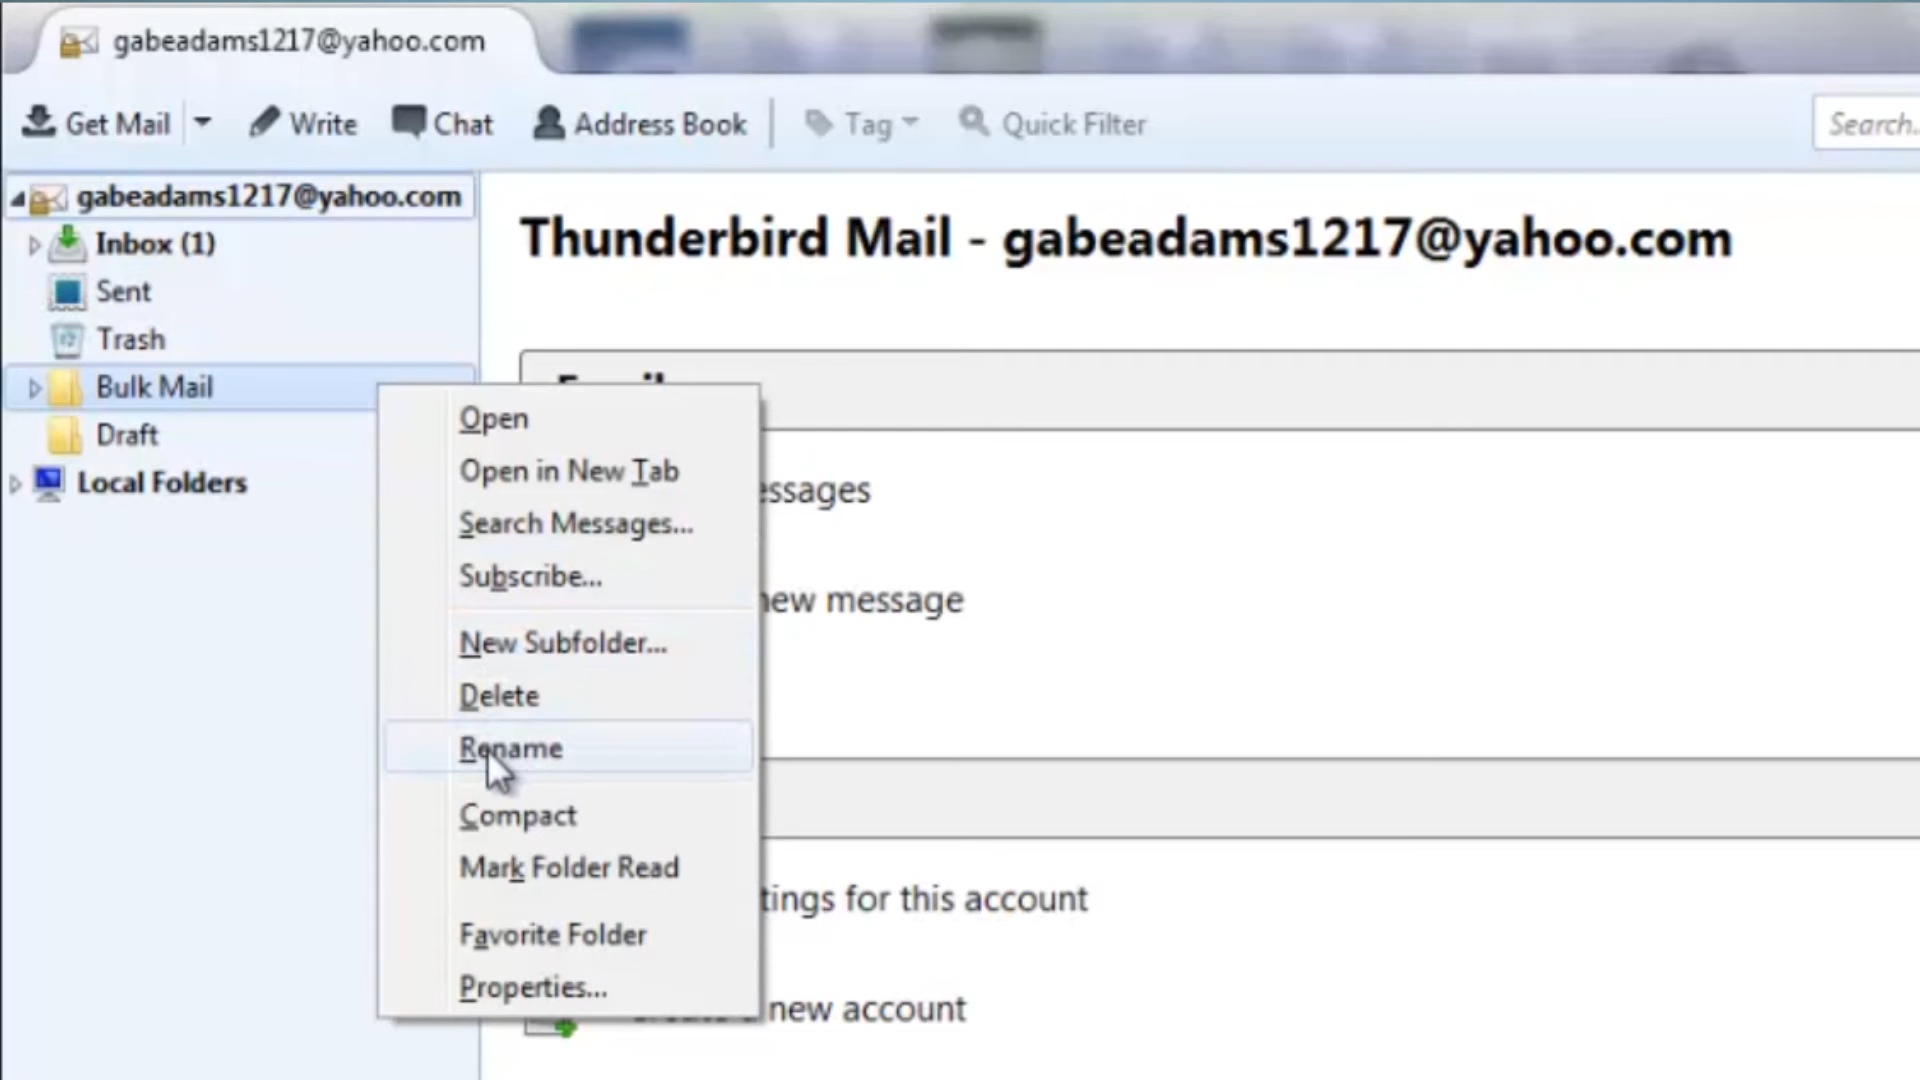 gabeadams1217@yahoo.com
Get Mail Write Chat Address Book Tag Quick Filter Search...
gabeadams1217@yahoo.com
Inbox (1)
Sent
Trash
Bulk Mail
Draft
Local Folders
Thunderbird Mail - gabeadams1217@yahoo.com
Open
Open in New Tab
Search Messages...
Subscribe...
New Subfolder...
Delete
Rename
Compact
Mark Folder Read
Favorite Folder
Properties...
essages
new message
tings for this account
new account